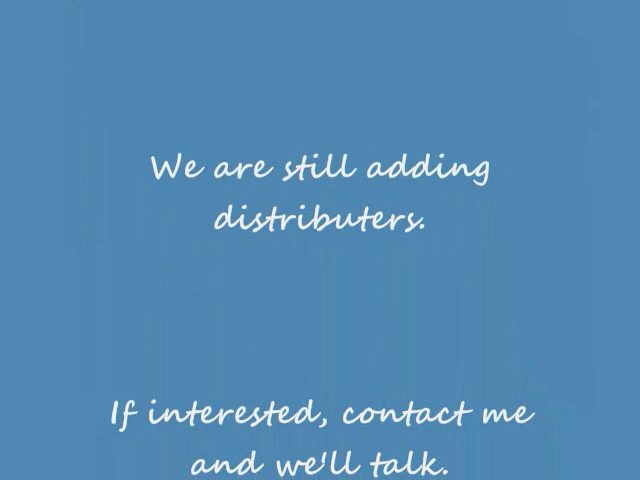 We are still adding
distributers.
If interested, contact me
and we'll talk.